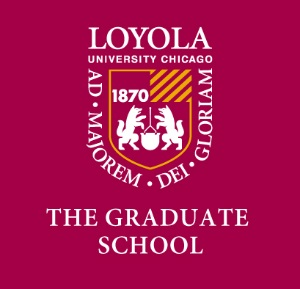 LOYOLA
UNIVERSITY CHICAGO
1870
AD • MAJOREM • DEI • GLORIAM
THE GRADUATE
SCHOOL